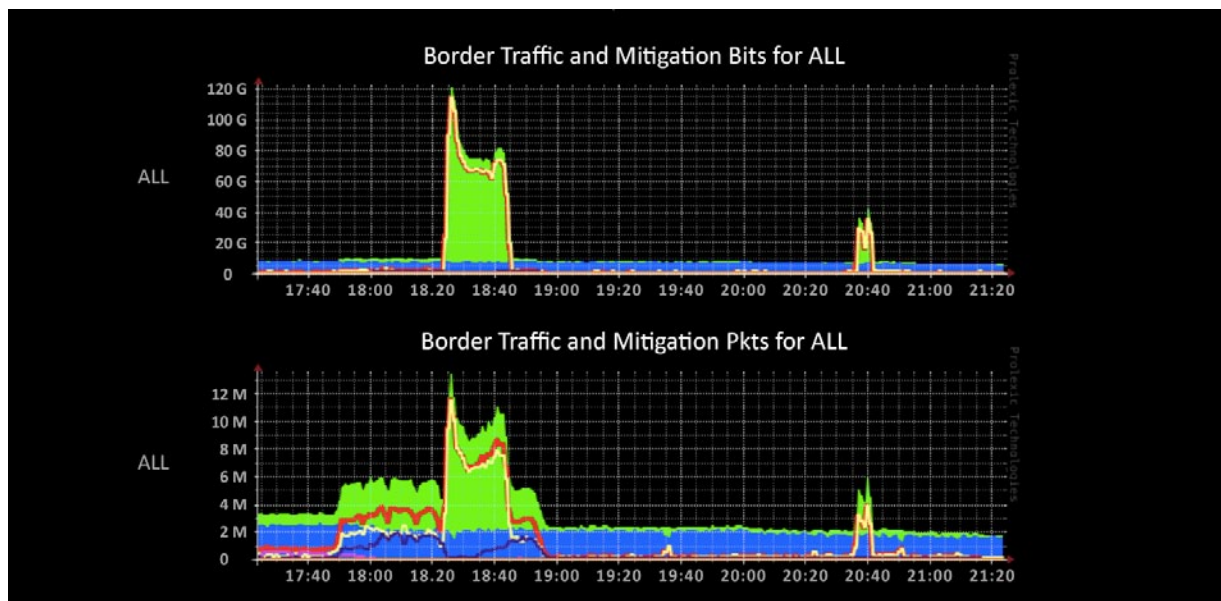 Border Traffic and Mitigation Bits for ALL
120 G
100 G
80 G
60 G
40 G
20 G
0
ALL
17:40 18:00 18.20 18:40 19:00 19:20 19:40 20:00 20:20 20:40 21:00 21:20
Prolexic Technologies
Border Traffic and Mitigation Pkts for ALL
12 M
10 M
8 M
6 M
4 M
2 M
0
ALL
17:40 18:00 18.20 18:40 19:00 19:20 19:40 20:00 20:20 20:40 21:00 21:20
Prolexic Technologies